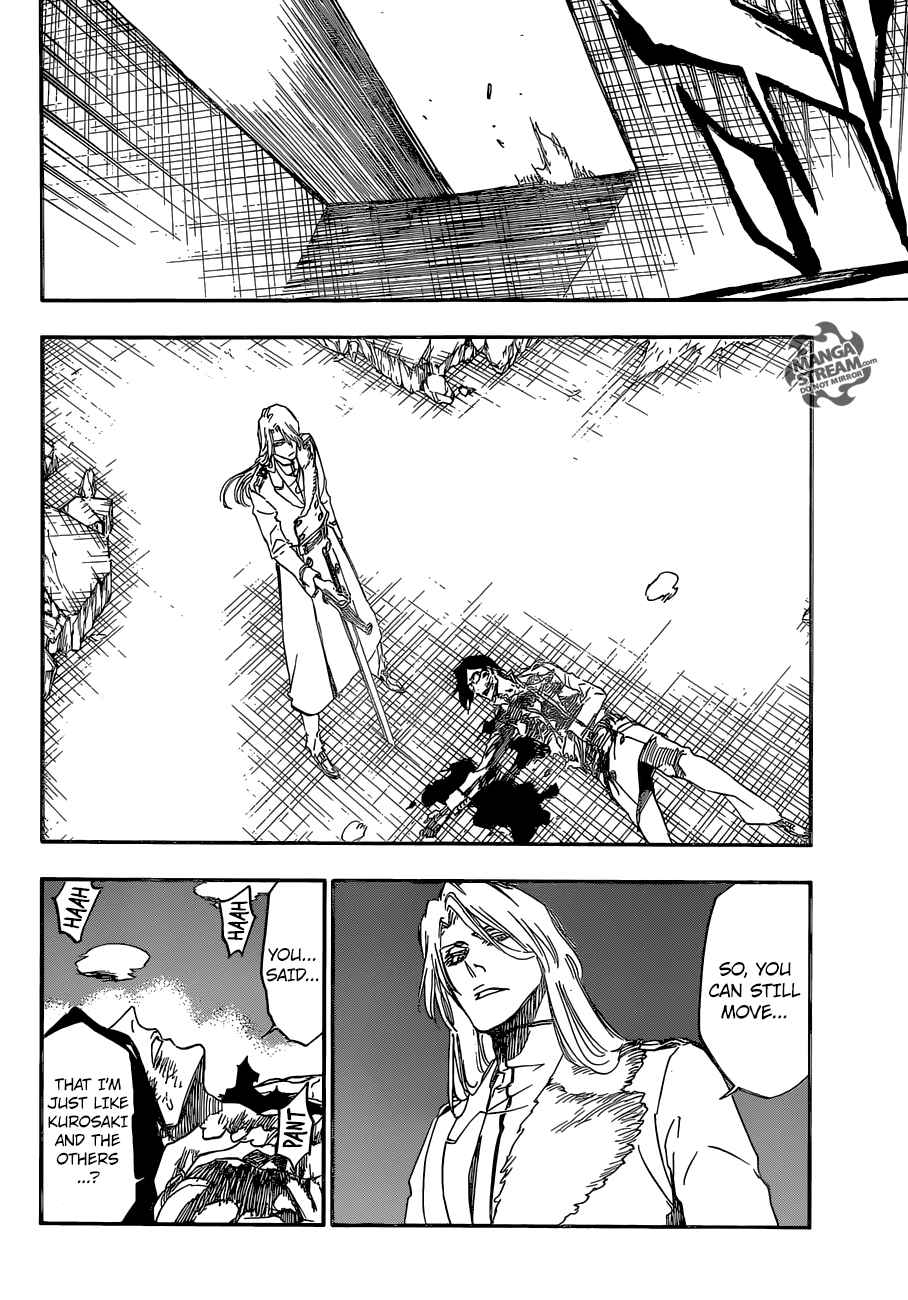 MANGA
STREAM.com
DO NOT MIRROR
SO, YOU
CAN STILL
MOVE...
YOU...
SAID...
HAAH
HAAH
THAT I'M
JUST LIKE
KUROSAKI
AND THE
OTHERS
...?
PANT